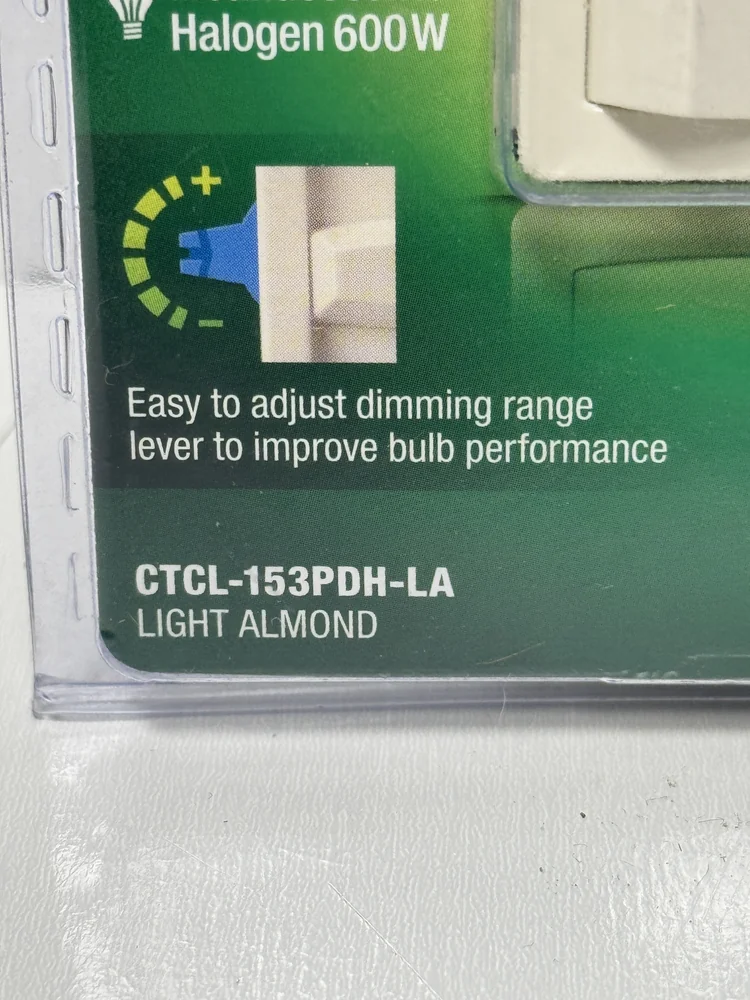 Halogen 600W
+
-
Easy to adjust dimming range
lever to improve bulb performance
CTCL-153PDH-LA
LIGHT ALMOND